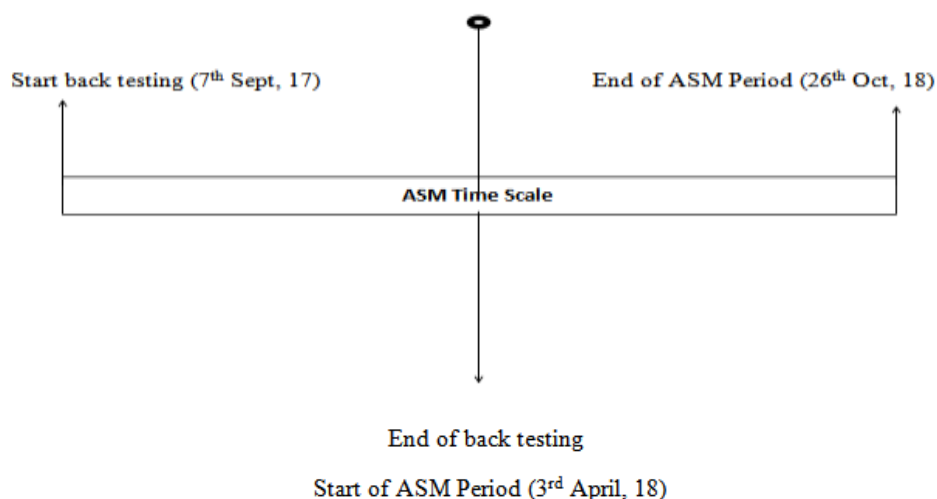 Start back testing (7th Sept, 17)
End of ASM Period (26th Oct, 18)
ASM Time Scale
End of back testing
Start of ASM Period (3rd April, 18)